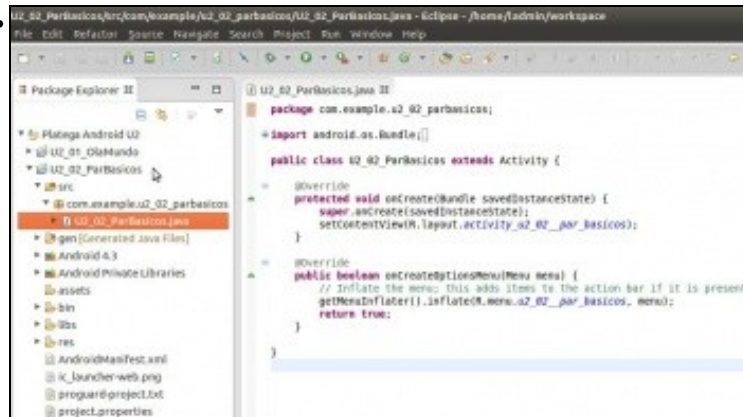 U2_02_ParBasicos/src/com/example/u2_02_parbasicos/U2_02_ParBasicos.java - Eclipse - /home/ladmin/workspace
File Edit Refactor Source Navigate Search Project Run Window Help
Package Explorer
Platega Android U2
U2_01_OlaMundo
U2_02_ParBasicos
src
com.example.u2_02_parbasicos
U2_02_ParBasicos.java
gen [Generated Java Files]
Android 4.3
Android Private Libraries
assets
bin
libs
res
AndroidManifest.xml
ic_launcher-web.png
proguard-project.txt
project.properties
U2_02_ParBasicos.java
package com.example.u2_02_parbasicos;
import android.os.Bundle;
public class U2_02_ParBasicos extends Activity {
@Override
protected void onCreate(Bundle savedInstanceState) {
super.onCreate(savedInstanceState);
setContentView(R.layout.activity_u2_02__par_basicos);
}
@Override
public boolean onCreateOptionsMenu(Menu menu) {
// Inflate the menu; this adds items to the action bar if it is present
getMenuInflater().inflate(R.menu.u2_02__par_basicos, menu);
return true;
}
}